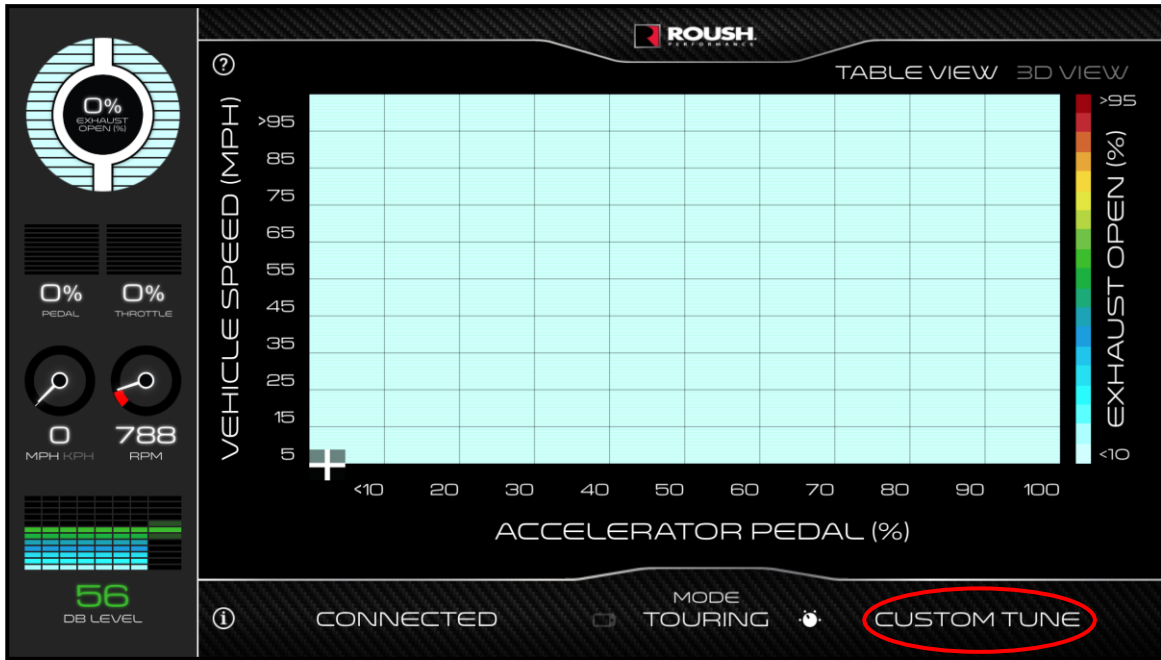 0%
EXHAUST
OPEN (%)
0%
PEDAL
0%
THROTTLE
0
MPH KPH
788
RPM
56
DB LEVEL
ROUSH
PERFORMANCE
?
TABLE VIEW 3D VIEW
VEHICLE SPEED (MPH)
>95
85
75
65
55
45
35
25
15
5
<10 20 30 40 50 60 70 80 90 100
ACCELERATOR PEDAL (%)
>95
EXHAUST OPEN (%)
<10
i
CONNECTED
MODE
TOURING
CUSTOM TUNE